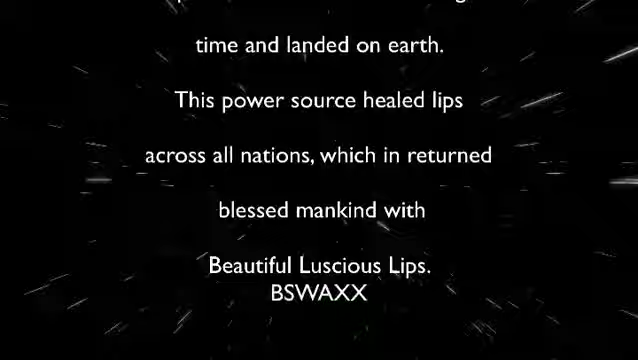 time and landed on earth.
This power source healed lips
across all nations, which in returned
blessed mankind with
Beautiful Luscious Lips.
BSWAXX